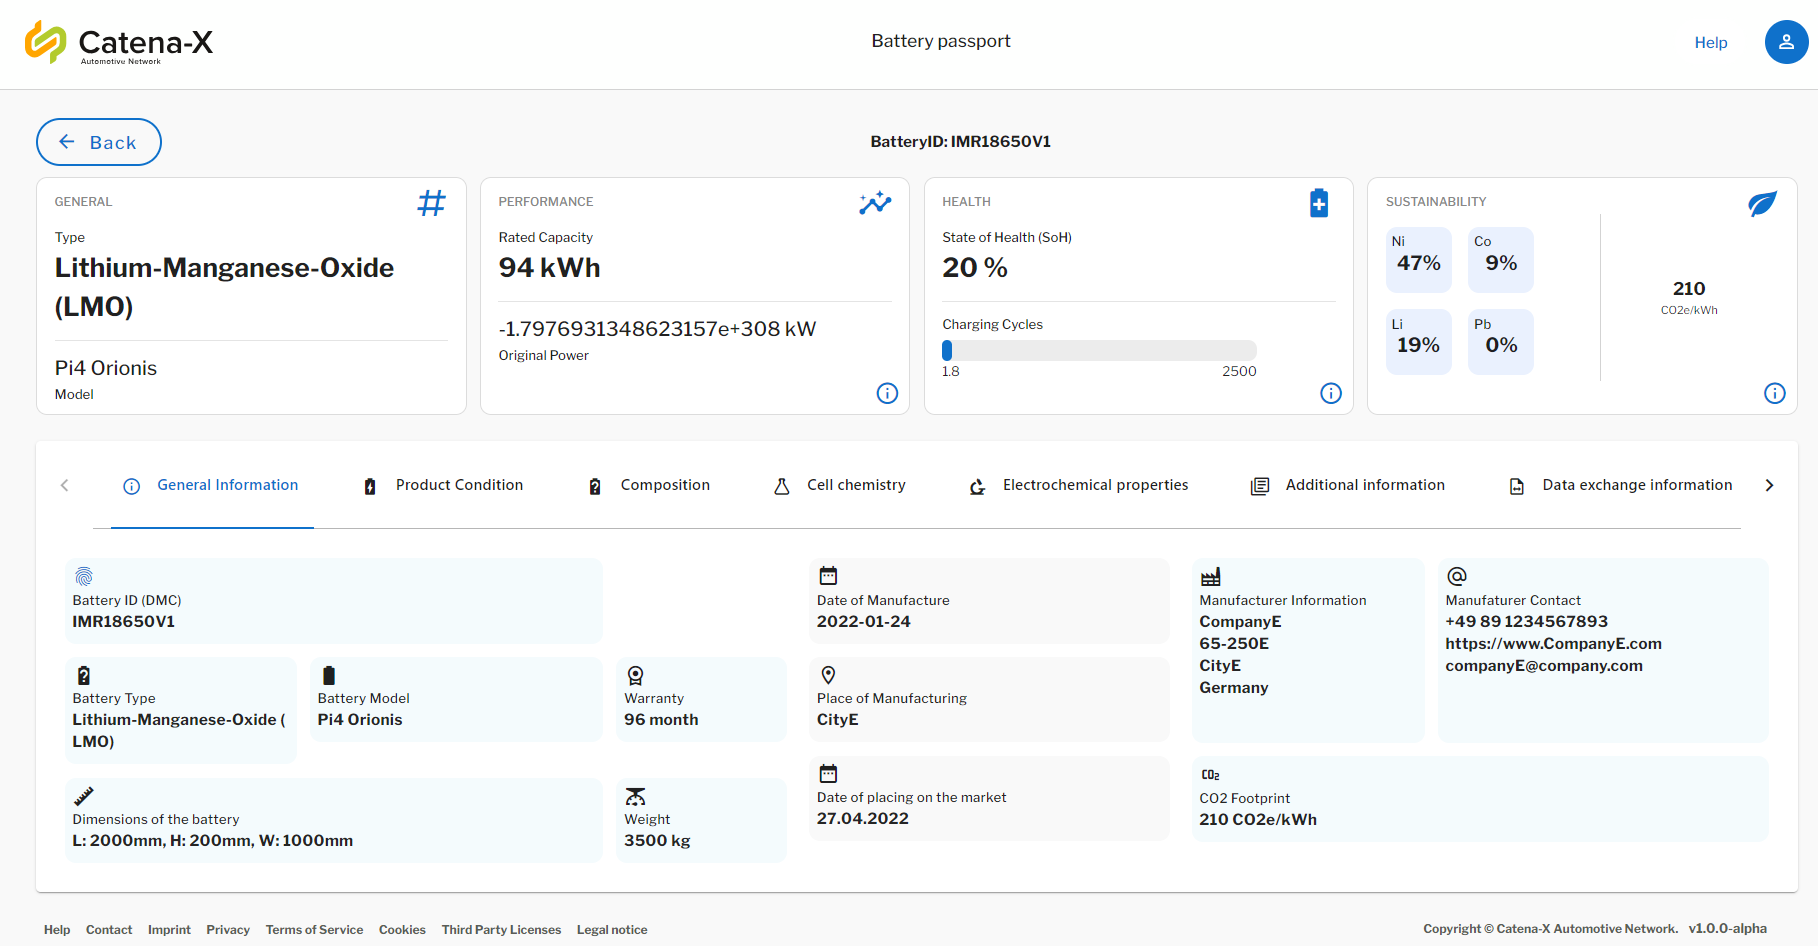 Catena-X
Automotive Network
Battery passport
Help
Back
BatteryID: IMR18650V1
GENERAL
Type
Lithium-Manganese-Oxide
(LMO)
Pi4 Orionis
Model
PERFORMANCE
Rated Capacity
94 kWh
-1.7976931348623157e+308 kW
Original Power
HEALTH
State of Health (SoH)
20 %
Charging Cycles
1.8 2500
SUSTAINABILITY
Ni
47%
Co
9%
Li
19%
Pb
0%
210
CO2e/kWh
General Information
Product Condition
Composition
Cell chemistry
Electrochemical properties
Additional information
Data exchange information
Battery ID (DMC)
IMR18650V1
Battery Type
Lithium-Manganese-Oxide (
LMO)
Battery Model
Pi4 Orionis
Warranty
96 month
Dimensions of the battery
L: 2000mm, H: 200mm, W: 1000mm
Weight
3500 kg
Date of Manufacture
2022-01-24
Place of Manufacturing
CityE
Date of placing on the market
27.04.2022
Manufacturer Information
CompanyE
65-250E
CityE
Germany
Manufaturer Contact
+49 89 1234567893
https://www.CompanyE.com
companyE@company.com
CO2
CO2 Footprint
210 CO2e/kWh
Help Contact Imprint Privacy Terms of Service Cookies Third Party Licenses Legal notice
Copyright © Catena-X Automotive Network. v1.0.0-alpha